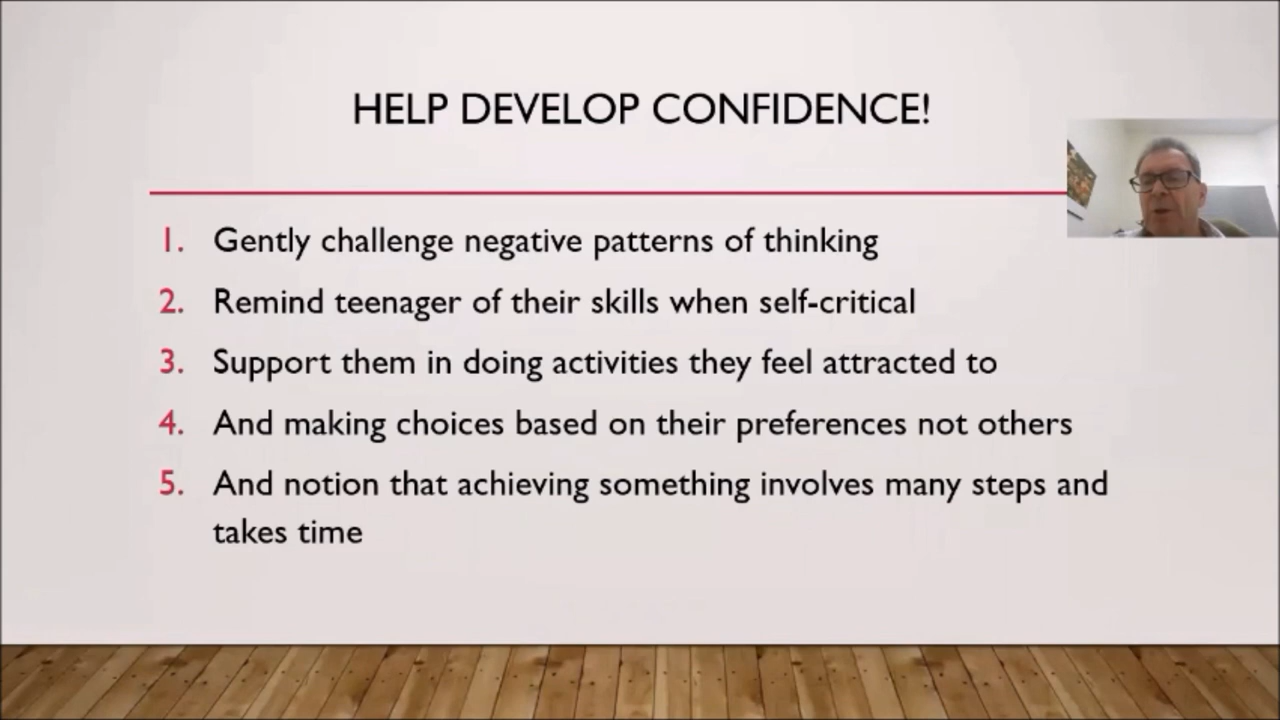 HELP DEVELOP CONFIDENCE!
1. Gently challenge negative patterns of thinking
2. Remind teenager of their skills when self-critical
3. Support them in doing activities they feel attracted to
4. And making choices based on their preferences not others
5. And notion that achieving something involves many steps and
takes time